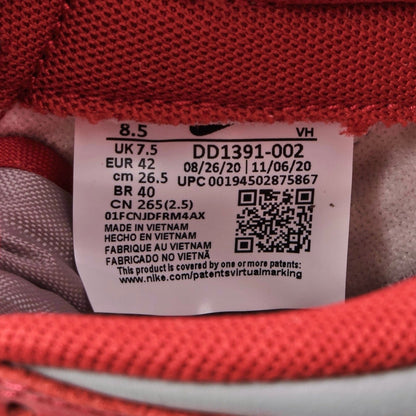 8.5 VH
UK 7.5 DD1391-002
EUR 42 08/26/20 | 11/06/20
cm 26.5 UPC 00194502875867
BR 40
CN 265(2.5)
01FCNJDFRM4AX
MADE IN VIETNAM
HECHO EN VIETNAM
FABRIQUE AU VIETNAM
FABRICADO NO VIETNÃ
This product may be covered by one or more patents:
www.nike.com/patentsvirtualmarking